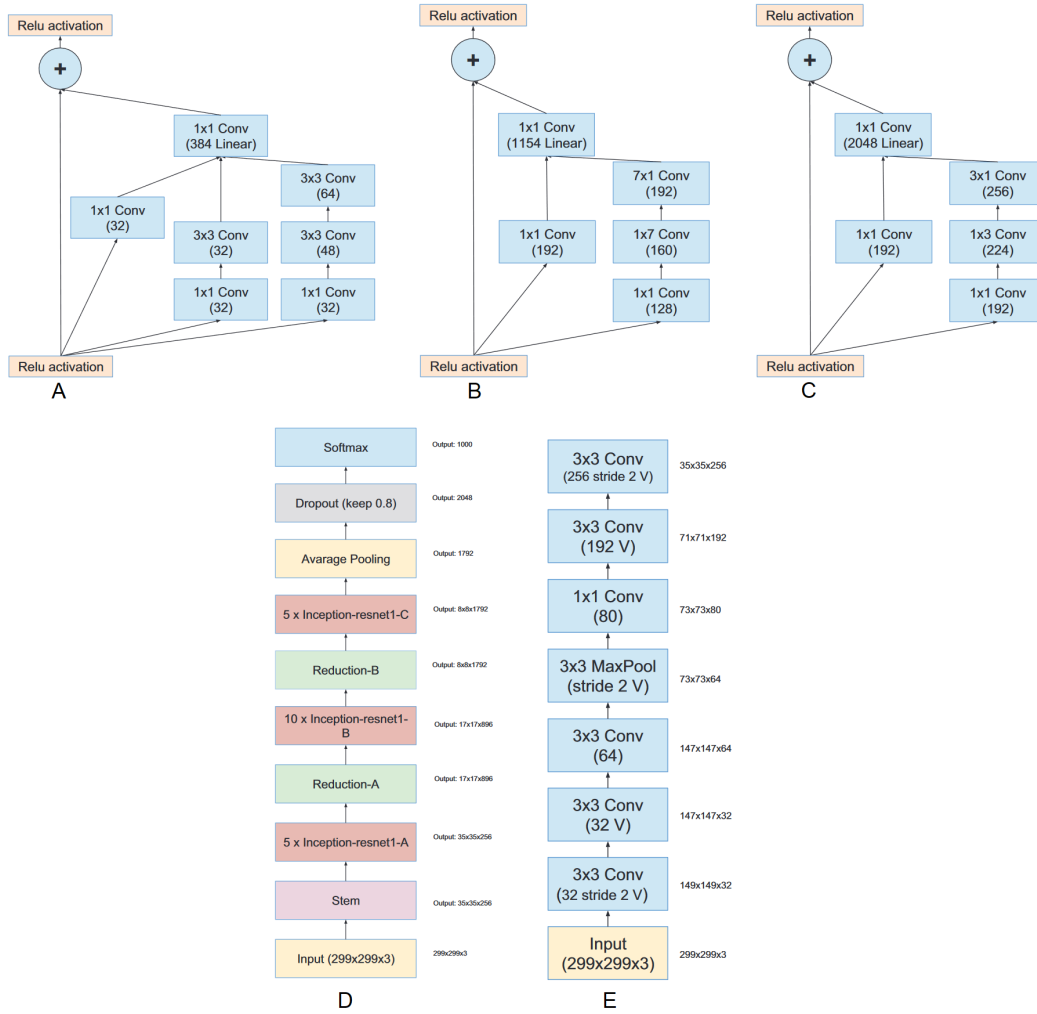 Relu activation
+
1x1 Conv
(384 Linear)
3x3 Conv
(64)
1x1 Conv
(32)
3x3 Conv
(32)
3x3 Conv
(48)
1x1 Conv
(32)
1x1 Conv
(32)
Relu activation
A
Relu activation
+
1x1 Conv
(1154 Linear)
7x1 Conv
(192)
1x1 Conv
(192)
1x7 Conv
(160)
1x1 Conv
(128)
Relu activation
B
Relu activation
+
1x1 Conv
(2048 Linear)
3x1 Conv
(256)
1x1 Conv
(192)
1x3 Conv
(224)
1x1 Conv
(192)
Relu activation
C
Softmax
Output: 1000
Dropout (keep 0.8)
Output: 2048
Avarage Pooling
Output: 1792
5 x Inception-resnet1-C
Output: 8x8x1792
Reduction-B
Output: 8x8x1792
10 x Inception-resnet1-
B
Output: 17x17x896
Reduction-A
Output: 17x17x896
5 x Inception-resnet1-A
Output: 35x35x256
Stem
Output: 35x35x256
Input (299x299x3)
299x299x3
D
3x3 Conv
(256 stride 2 V)
35x35x256
3x3 Conv
(192 V)
71x71x192
1x1 Conv
(80)
73x73x80
3x3 MaxPool
(stride 2 V)
73x73x64
3x3 Conv
(64)
147x147x64
3x3 Conv
(32 V)
147x147x32
3x3 Conv
(32 stride 2 V)
149x149x32
Input
(299x299x3)
299x299x3
E